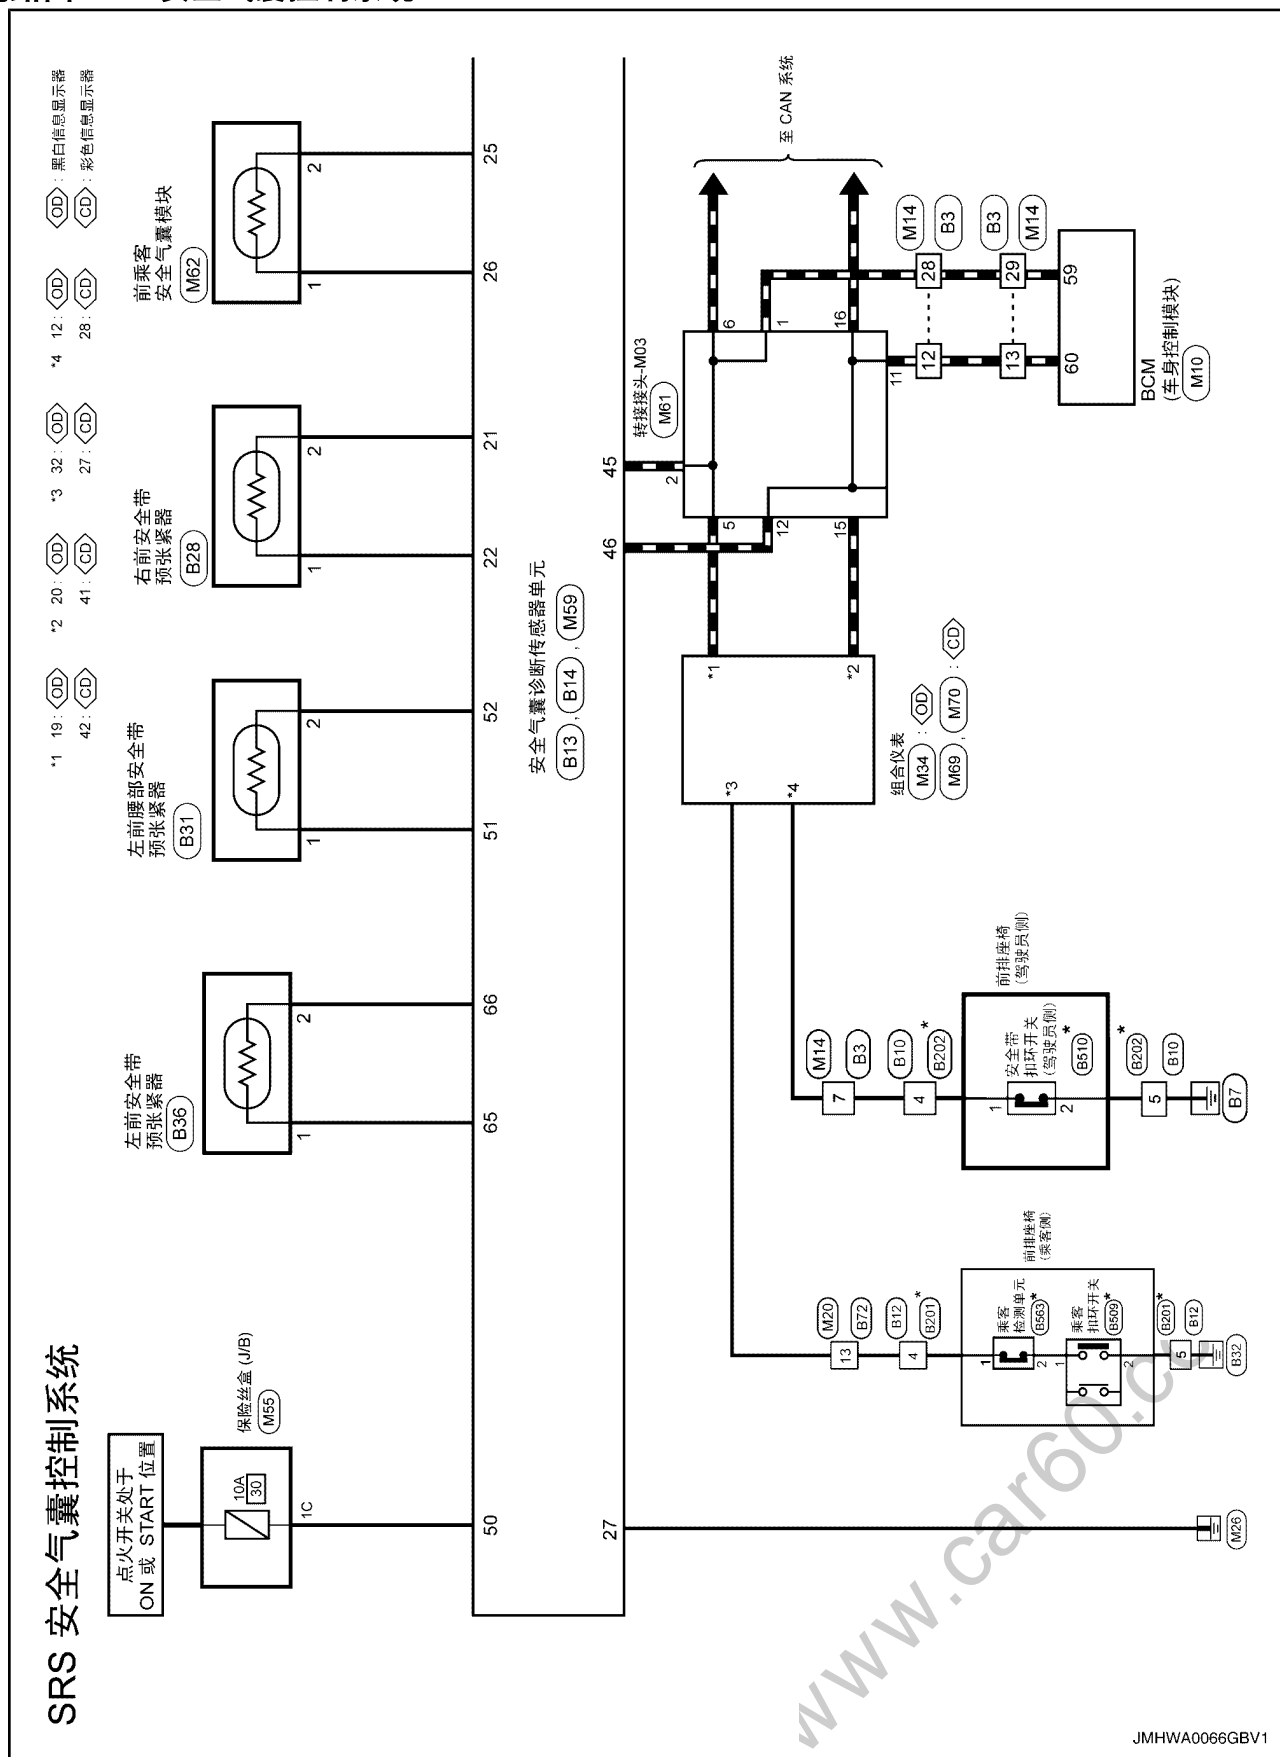 SRS 安全气囊控制系统
*1 19: OD
42: CD
*2 20: OD
41: CD
*3 32: OD
27: CD
*4 12: OD
28: CD
OD : 黑白信息显示器
CD : 彩色信息显示器
点火开关处于
ON 或 START 位置
保险丝盒 (J/B)
M55
10A
30
1C
50
左前安全带
预张紧器
B36
1
2
65
66
左前腰部安全带
预张紧器
B31
1
2
51
52
右前安全带
预张紧器
B28
1
2
22
21
前乘客
安全气囊模块
M62
1
2
26
25
安全气囊诊断传感器单元
B13 , B14 , M59
27
46
45
M26
转接接头-M03
M61
2
5
12
15
6
1
16
11
至 CAN 系统
M14
B3
28
12
B3
M14
29
13
59
60
BCM
(车身控制模块)
M10
*1
*2
*3
*4
组合仪表
M34 : OD
M69 , M70 : CD
M20
B72
13
B12
B201 *
4
前排座椅
(乘客侧)
乘客
检测单元
B563 *
1
2
乘客
扣环开关
B509 *
1
2
B201 *
B12
5
B32
M14
B3
7
B10
B202 *
4
前排座椅
(驾驶员侧)
安全带
扣环开关
(驾驶员侧)
B510 *
1
2
B202 *
B10
5
B7
JMHWA0066GBV1